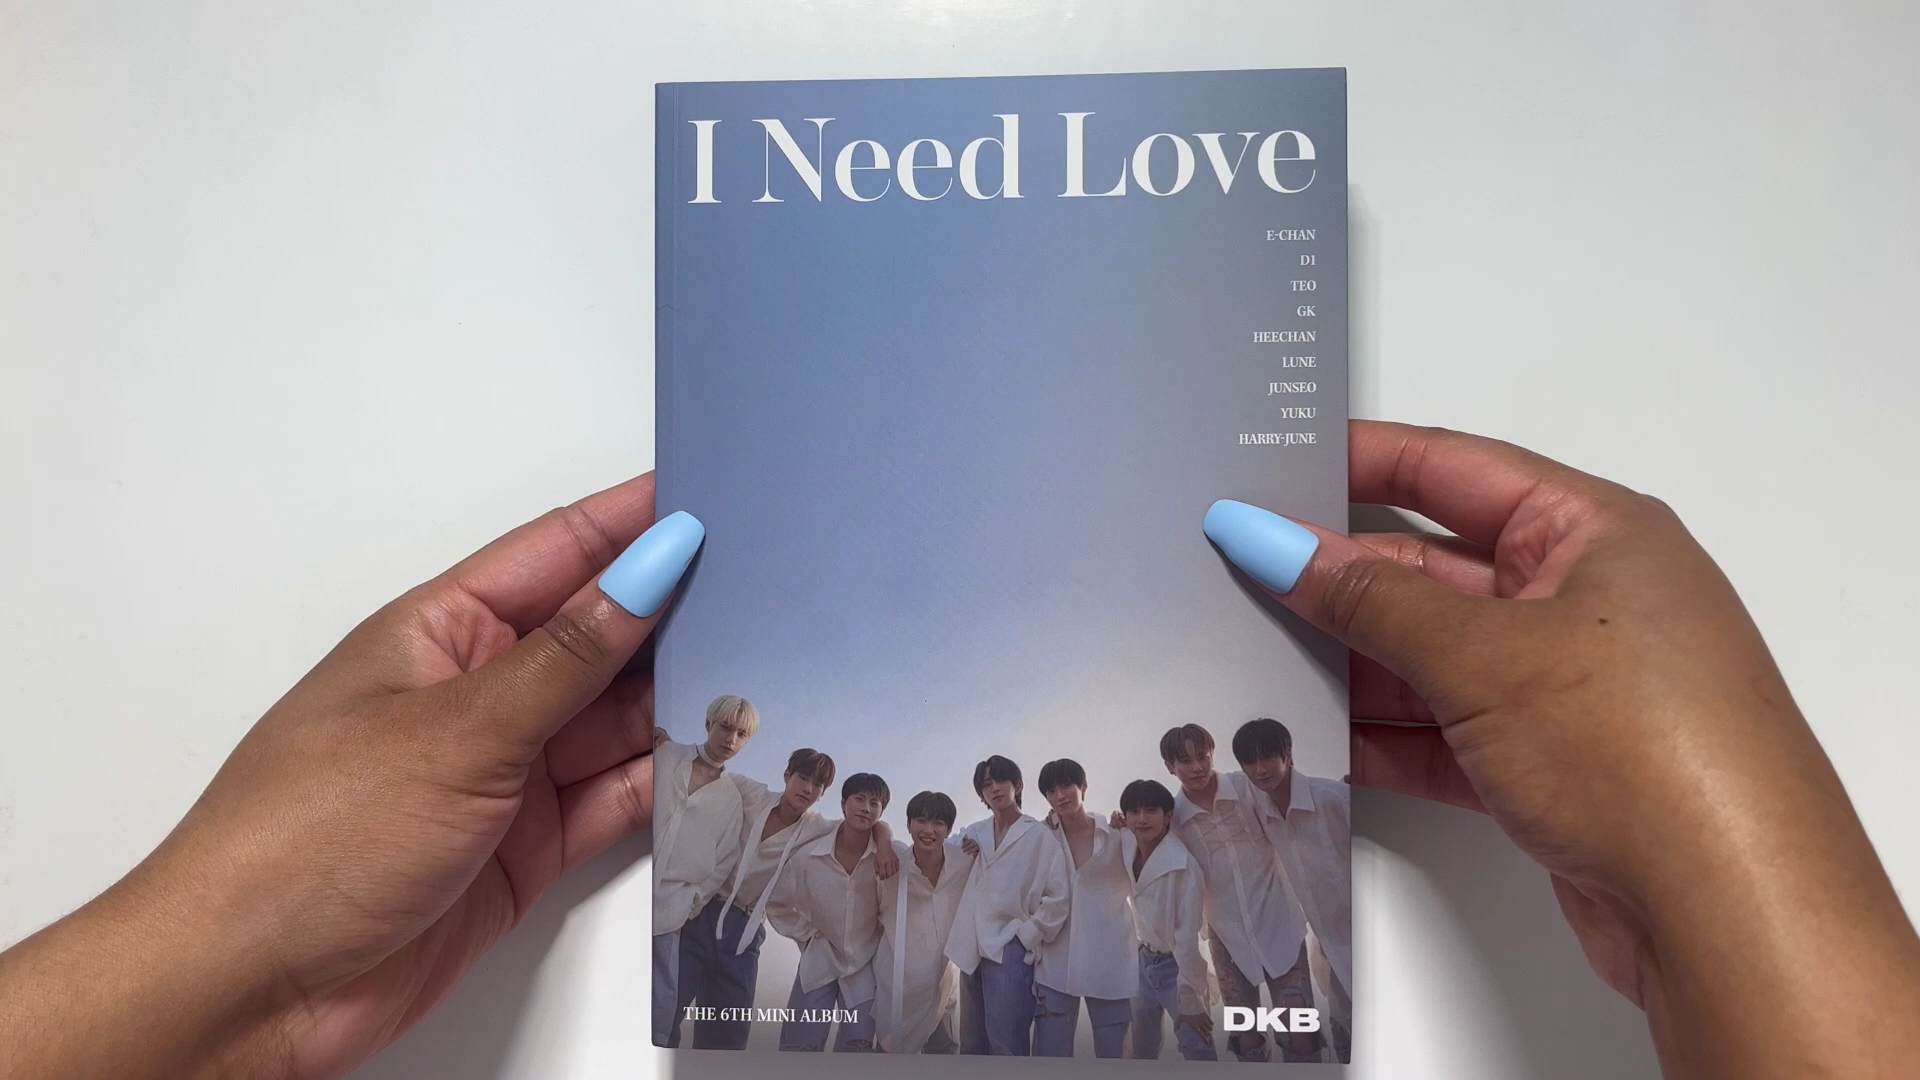 I Need Love
E-CHAN
D1
TEO
GK
HEECHAN
LUNE
JUNSEO
YUKU
HARRY-JUNE
THE 6TH MINI ALBUM
DKB